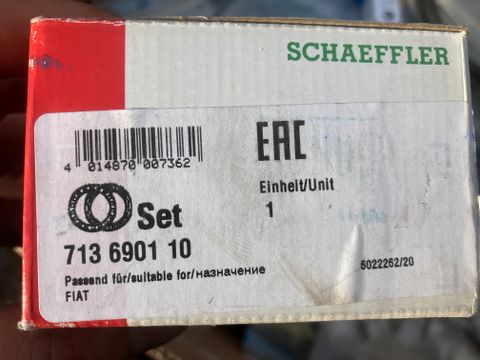 SCHAEFFLER
4 014870 007362
EAC
Einheit/Unit
1
Set
713 6901 10
Passend für/suitable for/назначение
FIAT
6022262/20